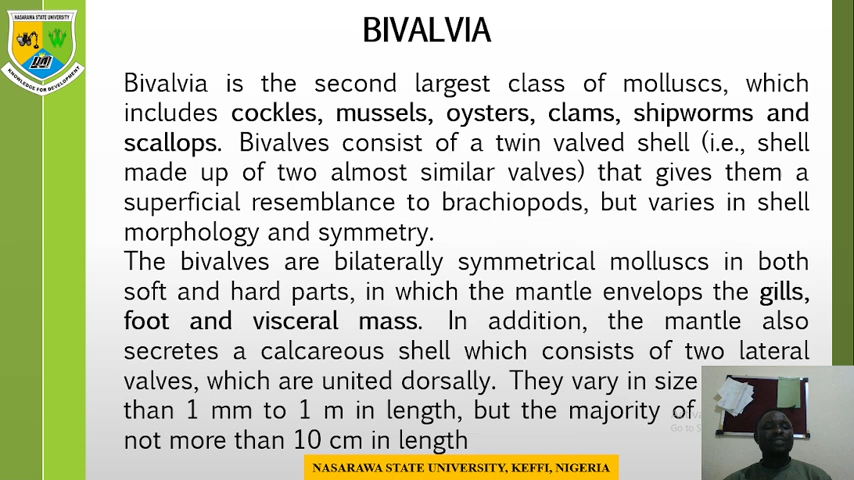 NASARAWA STATE UNIVERSITY
KNOWLEDGE FOR DEVELOPMENT
BIVALVIA
Bivalvia is the second largest class of molluscs, which
includes cockles, mussels, oysters, clams, shipworms and
scallops. Bivalves consist of a twin valved shell (i.e., shell
made up of two almost similar valves) that gives them a
superficial resemblance to brachiopods, but varies in shell
morphology and symmetry.
The bivalves are bilaterally symmetrical molluscs in both
soft and hard parts, in which the mantle envelops the gills,
foot and visceral mass. In addition, the mantle also
secretes a calcareous shell which consists of two lateral
valves, which are united dorsally. They vary in size
than 1 mm to 1 m in length, but the majority of
Go to S
not more than 10 cm in length
NASARAWA STATE UNIVERSITY, KEFFI, NIGERIA